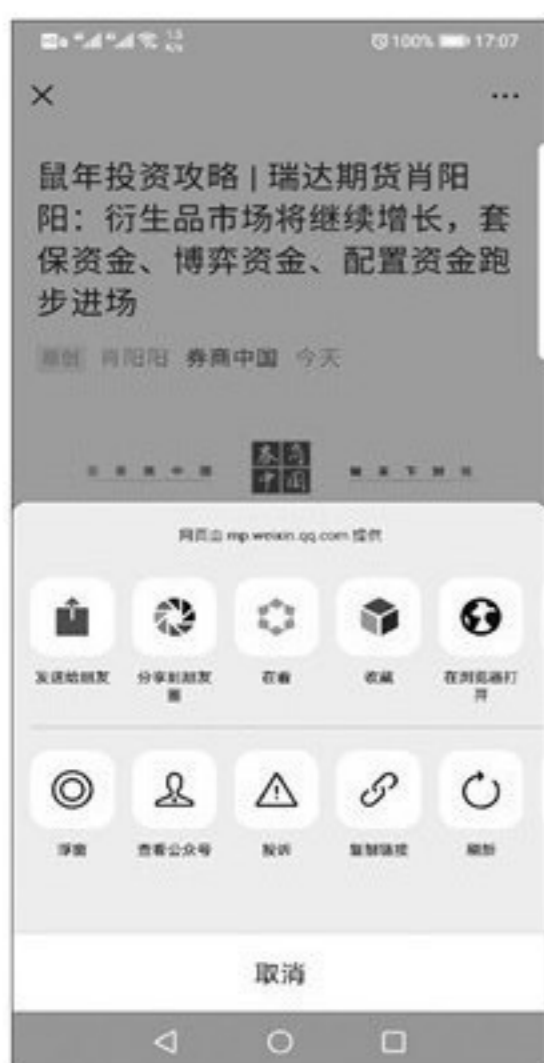 100% 17:07
鼠年投资攻略 | 瑞达期货肖阳
阳：衍生品市场将继续增长，套
保资金、博弈资金、配置资金跑
步进场
原创 肖阳阳 券商中国 今天
券商
中国
网页由 mp.weixin.qq.com 提供
发送给朋友 分享到朋友 在看 收藏 在浏览器打
圈 开
浮窗 查看公众号 投诉 复制链接 刷新
取消